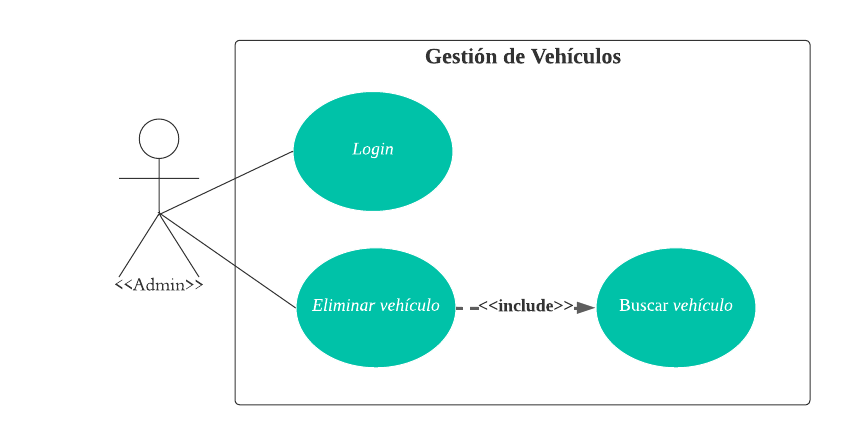 Gestión de Vehículos
Login
<<Admin>>
Eliminar vehículo
<<include>>
Buscar vehículo